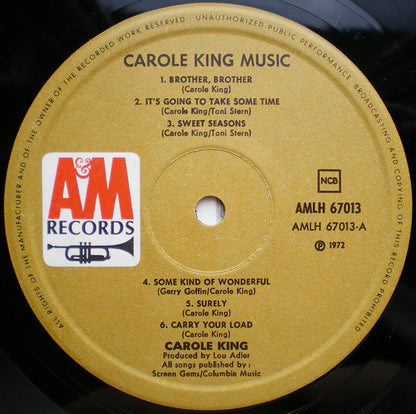 ALL RIGHTS OF THE MANUFACTURER AND OF THE OWNER OF THE RECORDED WORK RESERVED - UNAUTHORIZED PUBLIC PERFORMANCE, BROADCASTING AND COPYING OF THIS RECORD PROHIBITED
CAROLE KING MUSIC
1. BROTHER, BROTHER
(Carole King)
2. IT'S GOING TO TAKE SOME TIME
(Carole King/Toni Stern)
3. SWEET SEASONS
(Carole King/Toni Stern)
A&M
RECORDS
NCB
AMLH 67013
AMLH 67013-A
℗ 1972
4. SOME KIND OF WONDERFUL
(Gerry Goffin/Carole King)
5. SURELY
(Carole King)
6. CARRY YOUR LOAD
(Carole King)
CAROLE KING
Produced by Lou Adler
All songs published by:
Screen Gems/Columbia Music